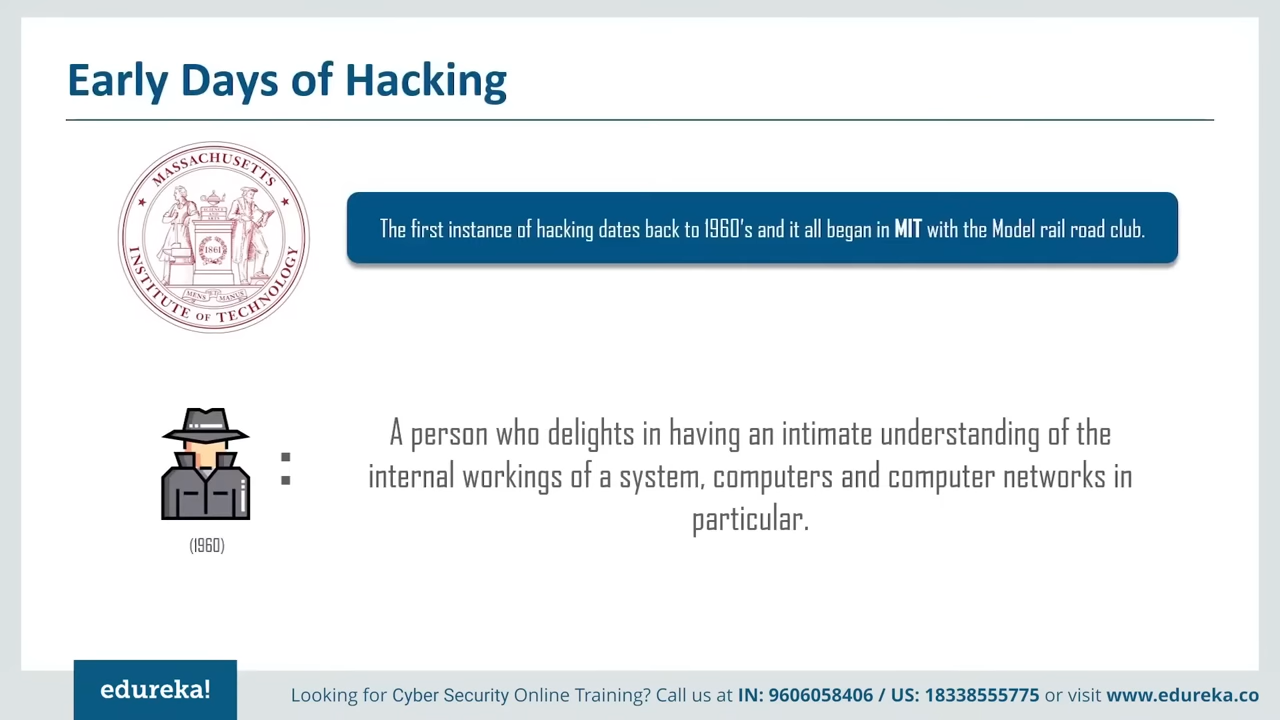 Early Days of Hacking
MASSACHUSETTS
INSTITUTE OF TECHNOLOGY
SCIENCE
AND
ARTS
1861
MENS
MANUS
The first instance of hacking dates back to 1960's and it all began in MIT with the Model rail road club.
A person who delights in having an intimate understanding of the
internal workings of a system, computers and computer networks in
particular.
:
(1960)
edureka!
Looking for Cyber Security Online Training? Call us at IN: 9606058406 / US: 18338555775 or visit www.edureka.co